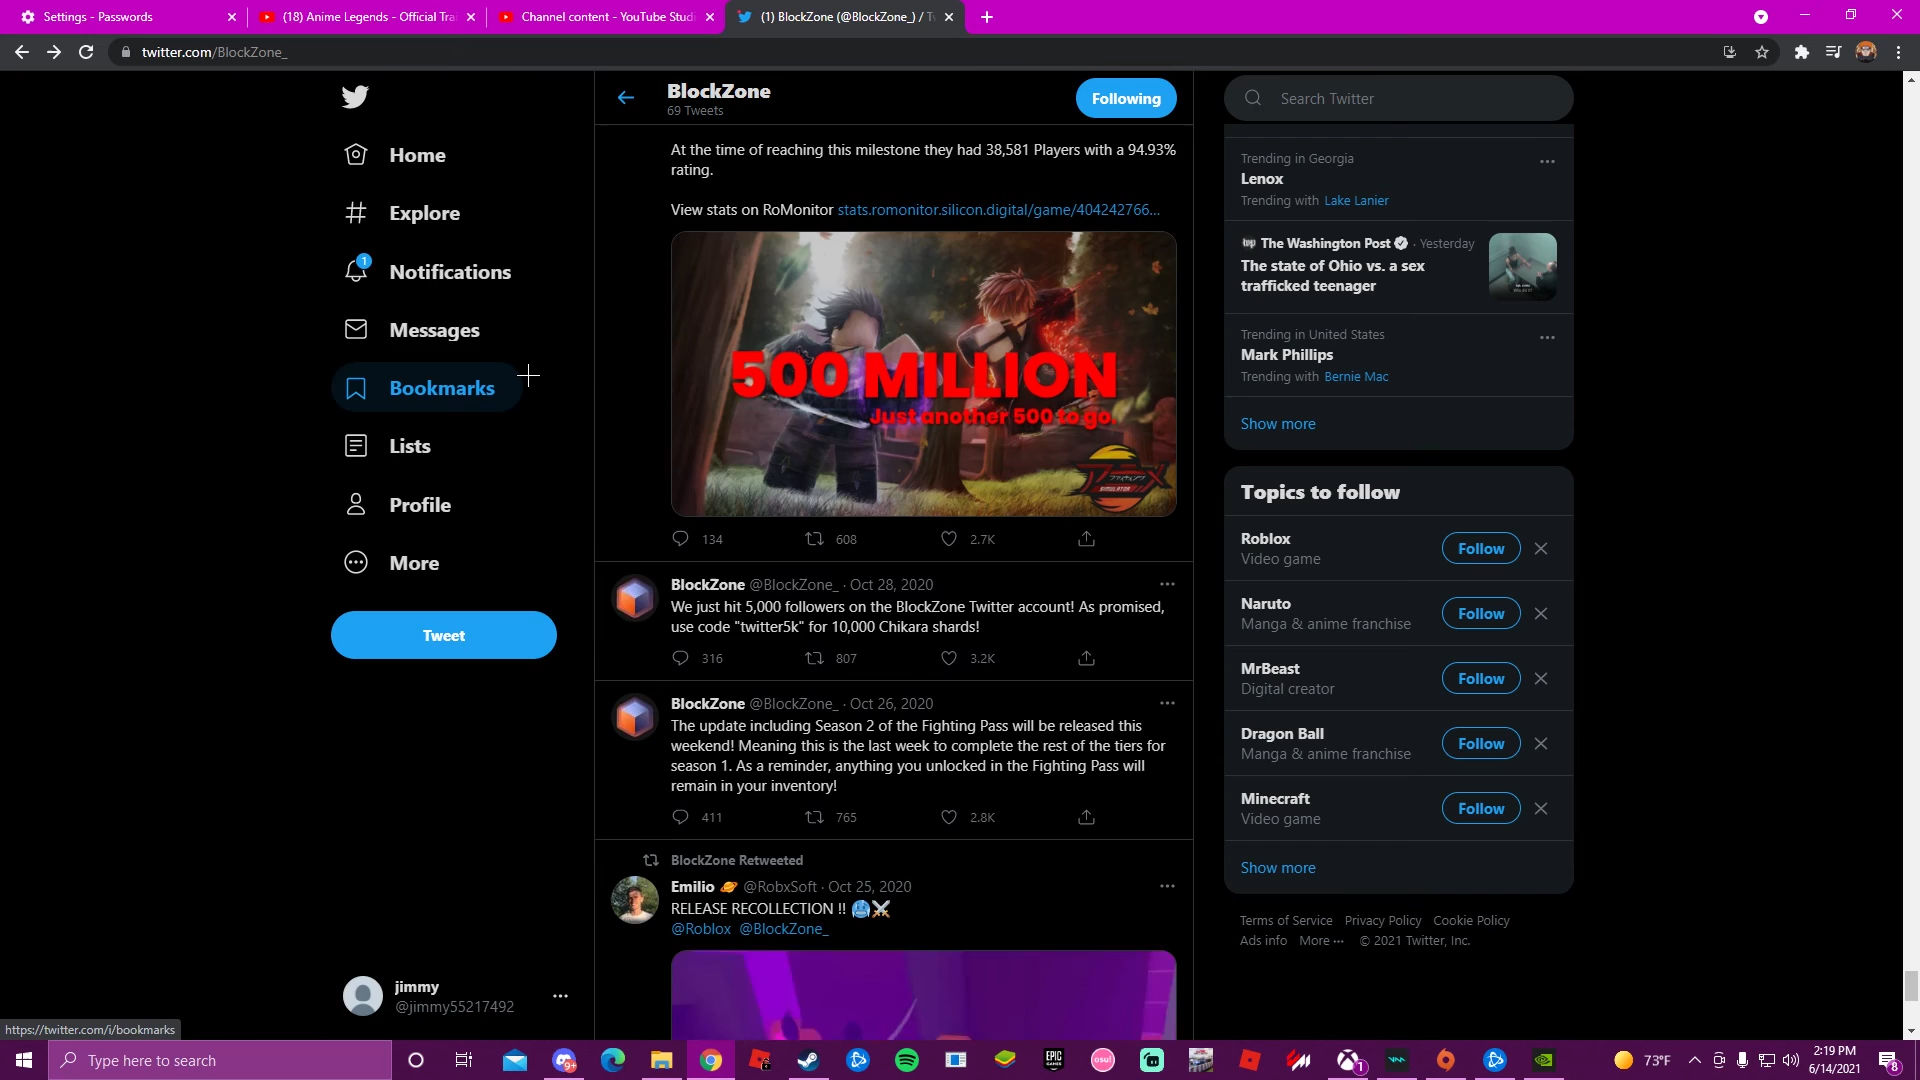 Settings - Passwords
(18) Anime Legends - Official Trai
Channel content - YouTube Studi
(1) BlockZone (@BlockZone_) / T
twitter.com/BlockZone_
Home
Explore
1
Notifications
Messages
Bookmarks
Lists
Profile
More
Tweet
jimmy
@jimmy55217492
https://twitter.com/i/bookmarks
BlockZone
69 Tweets
Following
At the time of reaching this milestone they had 38,581 Players with a 94.93%
rating.
View stats on RoMonitor stats.romonitor.silicon.digital/game/404242766...
500 MILLION
Just another 500 to go.
SIMULATOR
134 608 2.7K
BlockZone @BlockZone_ · Oct 28, 2020
We just hit 5,000 followers on the BlockZone Twitter account! As promised,
use code "twitter5k" for 10,000 Chikara shards!
316 807 3.2K
BlockZone @BlockZone_ · Oct 26, 2020
The update including Season 2 of the Fighting Pass will be released this
weekend! Meaning this is the last week to complete the rest of the tiers for
season 1. As a reminder, anything you unlocked in the Fighting Pass will
remain in your inventory!
411 765 2.8K
BlockZone Retweeted
Emilio @RobxSoft · Oct 25, 2020
RELEASE RECOLLECTION !!
@Roblox @BlockZone_
Search Twitter
Trending in Georgia
Lenox
Trending with Lake Lanier
The Washington Post · Yesterday
The state of Ohio vs. a sex
trafficked teenager
Trending in United States
Mark Phillips
Trending with Bernie Mac
Show more
Topics to follow
Roblox
Video game
Follow
Naruto
Manga & anime franchise
Follow
MrBeast
Digital creator
Follow
Dragon Ball
Manga & anime franchise
Follow
Minecraft
Video game
Follow
Show more
Terms of Service Privacy Policy Cookie Policy
Ads info More ··· © 2021 Twitter, Inc.
Type here to search
9+
EPIC
GAMES
osu!
1
73°F
2:19 PM
6/14/2021
8